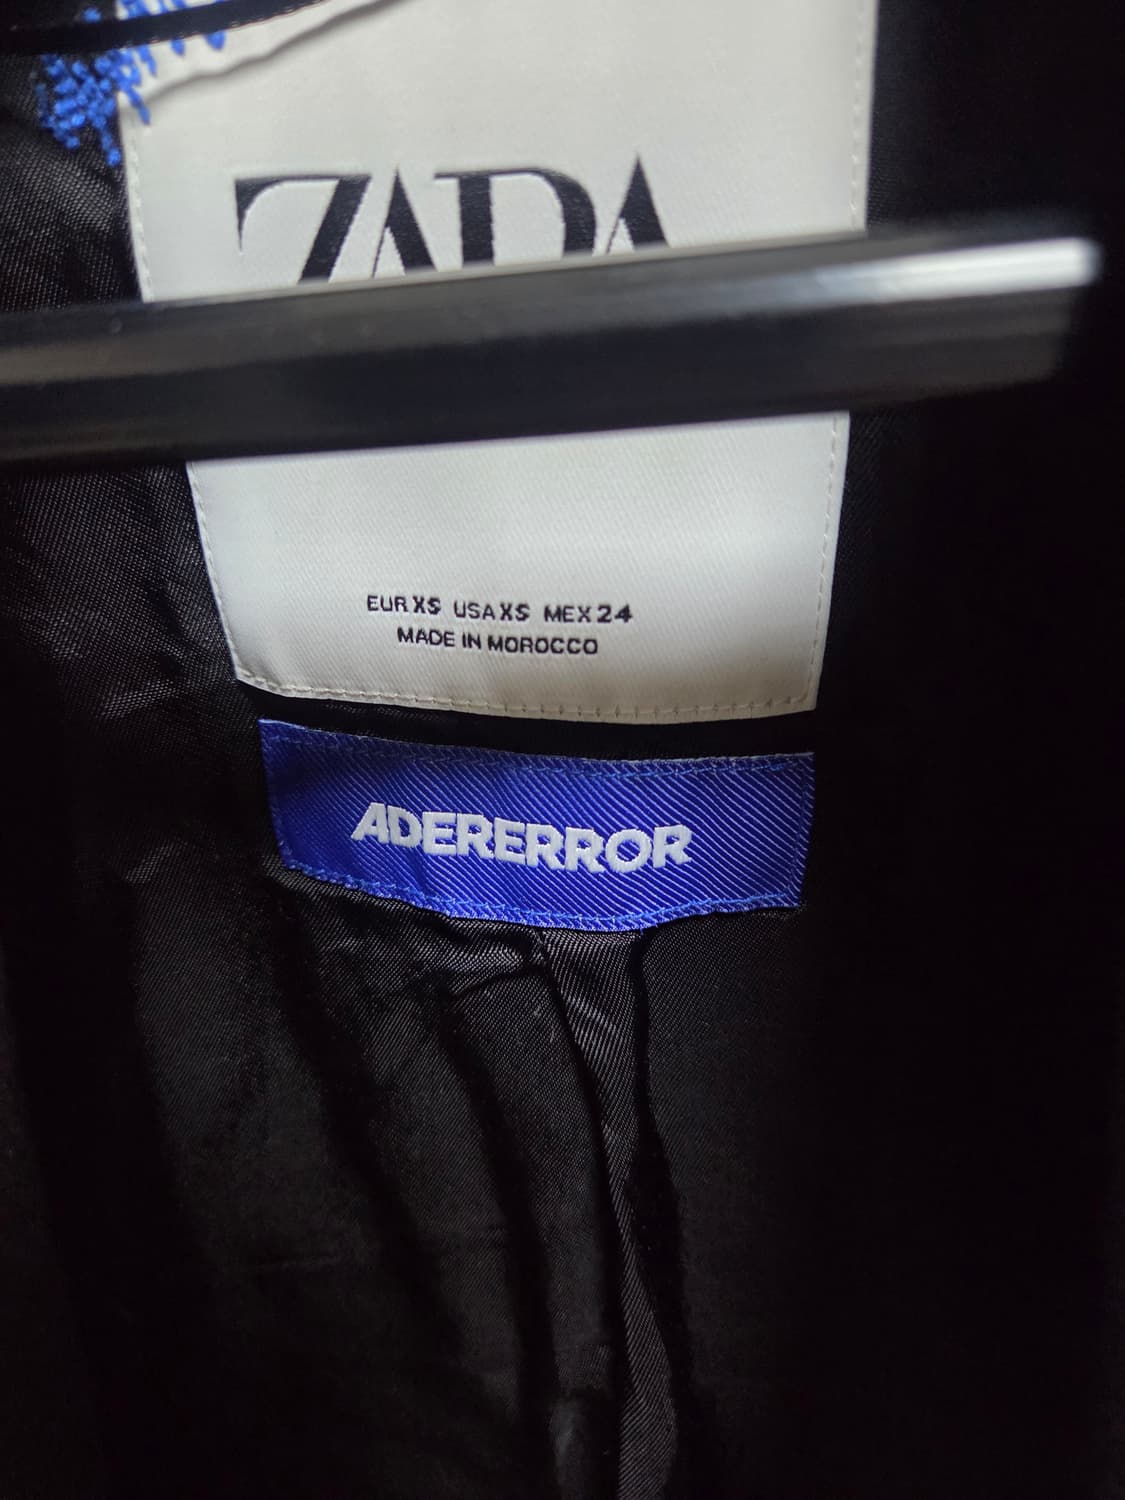 ZARA
EUR XS USA XS MEX 24
MADE IN MOROCCO
ADERERROR